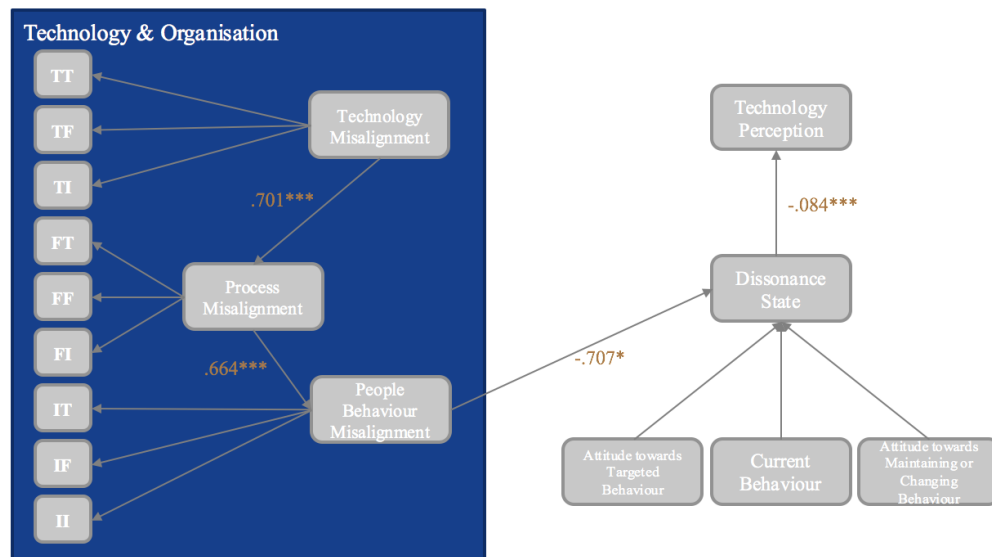 Technology & Organisation
TT
TF
TI
FT
FF
FI
IT
IF
II
Technology
Misalignment
.701***
Process
Misalignment
.664***
People
Behaviour
Misalignment
-.707*
Technology
Perception
-.084***
Dissonance
State
Attitude towards
Targeted
Behaviour
Current
Behaviour
Attitude towards
Maintaining or
Changing
Behaviour